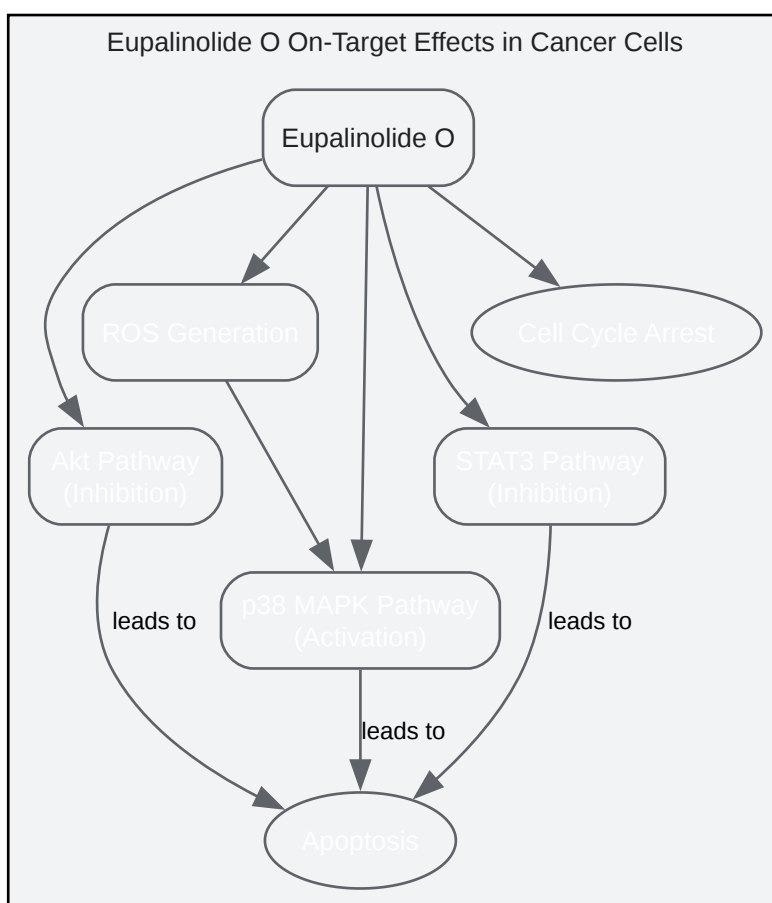 Eupalinolide O On-Target Effects in Cancer Cells
Eupalinolide O
ROS Generation
Cell Cycle Arrest
Akt Pathway
(Inhibition)
STAT3 Pathway
(Inhibition)
p38 MAPK Pathway
(Activation)
leads to
leads to
leads to
Apoptosis